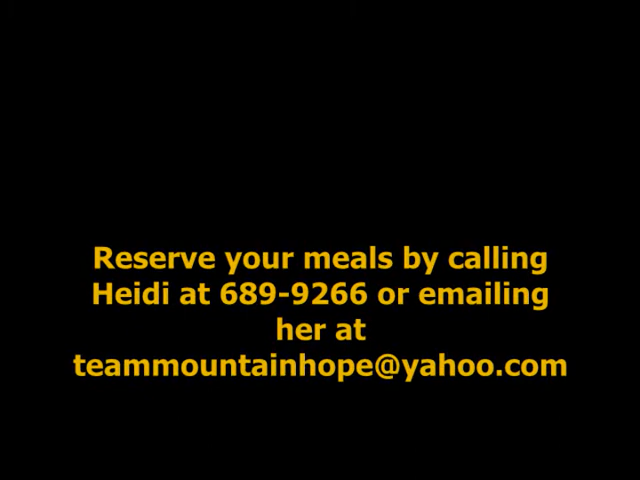 Reserve your meals by calling
Heidi at 689-9266 or emailing
her at
teammountainhope@yahoo.com